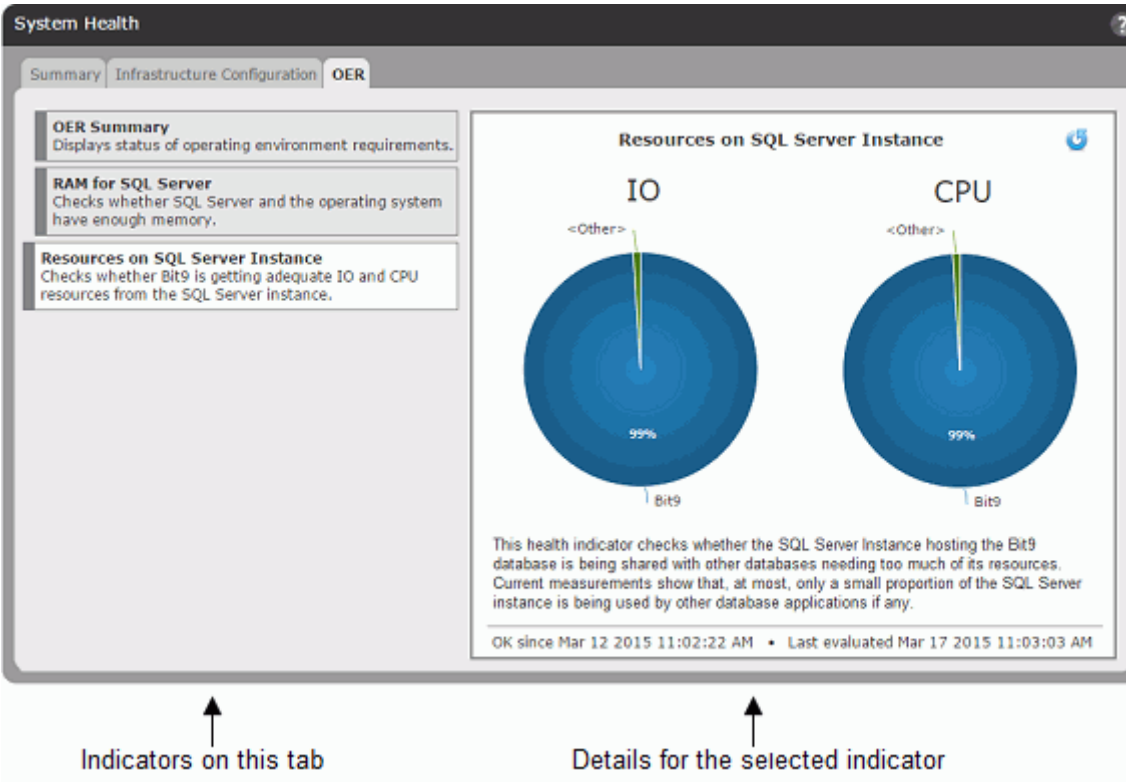 System Health
?
Summary
Infrastructure Configuration
OER
OER Summary
Displays status of operating environment requirements.
RAM for SQL Server
Checks whether SQL Server and the operating system
have enough memory.
Resources on SQL Server Instance
Checks whether Bit9 is getting adequate IO and CPU
resources from the SQL Server instance.
Resources on SQL Server Instance
IO
<Other>
99%
Bit9
CPU
<Other>
99%
Bit9
This health indicator checks whether the SQL Server Instance hosting the Bit9
database is being shared with other databases needing too much of its resources.
Current measurements show that, at most, only a small proportion of the SQL Server
instance is being used by other database applications if any.
OK since Mar 12 2015 11:02:22 AM • Last evaluated Mar 17 2015 11:03:03 AM
Indicators on this tab
Details for the selected indicator